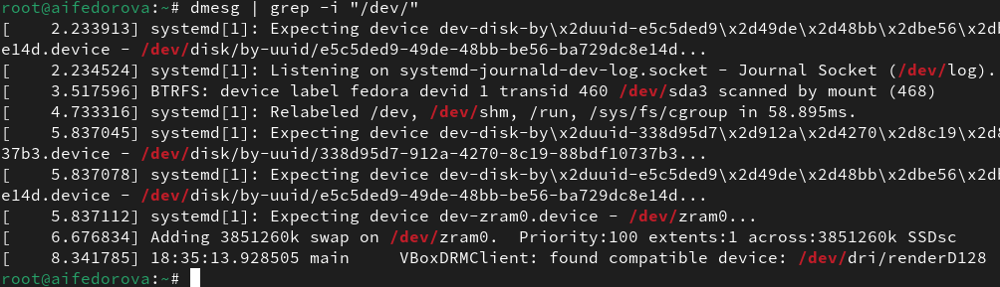 root@aifedorova:~# dmesg | grep -i "/dev/"
[    2.233913] systemd[1]: Expecting device dev-disk-by\x2duuid-e5c5ded9\x2d49de\x2d48bb\x2dbe56\x2db
e14d.device - /dev/disk/by-uuid/e5c5ded9-49de-48bb-be56-ba729dc8e14d...
[    2.234524] systemd[1]: Listening on systemd-journald-dev-log.socket - Journal Socket (/dev/log).
[    3.517596] BTRFS: device label fedora devid 1 transid 460 /dev/sda3 scanned by mount (468)
[    4.733316] systemd[1]: Relabeled /dev, /dev/shm, /run, /sys/fs/cgroup in 58.895ms.
[    5.837045] systemd[1]: Expecting device dev-disk-by\x2duuid-338d95d7\x2d912a\x2d4270\x2d8c19\x2d8
37b3.device - /dev/disk/by-uuid/338d95d7-912a-4270-8c19-88bdf10737b3...
[    5.837078] systemd[1]: Expecting device dev-disk-by\x2duuid-e5c5ded9\x2d49de\x2d48bb\x2dbe56\x2db
e14d.device - /dev/disk/by-uuid/e5c5ded9-49de-48bb-be56-ba729dc8e14d...
[    5.837112] systemd[1]: Expecting device dev-zram0.device - /dev/zram0...
[    6.676834] Adding 3851260k swap on /dev/zram0.  Priority:100 extents:1 across:3851260k SSDsc
[    8.341785] 18:35:13.928505 main     VBoxDRMClient: found compatible device: /dev/dri/renderD128
root@aifedorova:~#